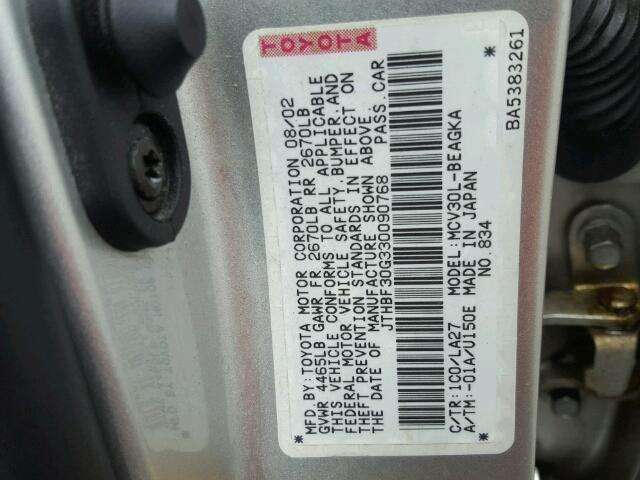 TOYOTA
MFD.BY:TOYOTA MOTOR CORPORATION 08/02
GVWR 4465LB GAWR FR 2670LB RR 2670LB
THIS VEHICLE CONFORMS TO ALL APPLICABLE
FEDERAL MOTOR VEHICLE SAFETY,BUMPER,AND
THEFT PREVENTION STANDARDS IN EFFECT ON
THE DATE OF MANUFACTURE SHOWN ABOVE.
JTHBF30G330090768 PASS. CAR
C/TR:1C0/LA27 MODEL:MCV30L-BEAGKA
A/TM:-01A/U150E MADE IN JAPAN
NO.834
BA5383261